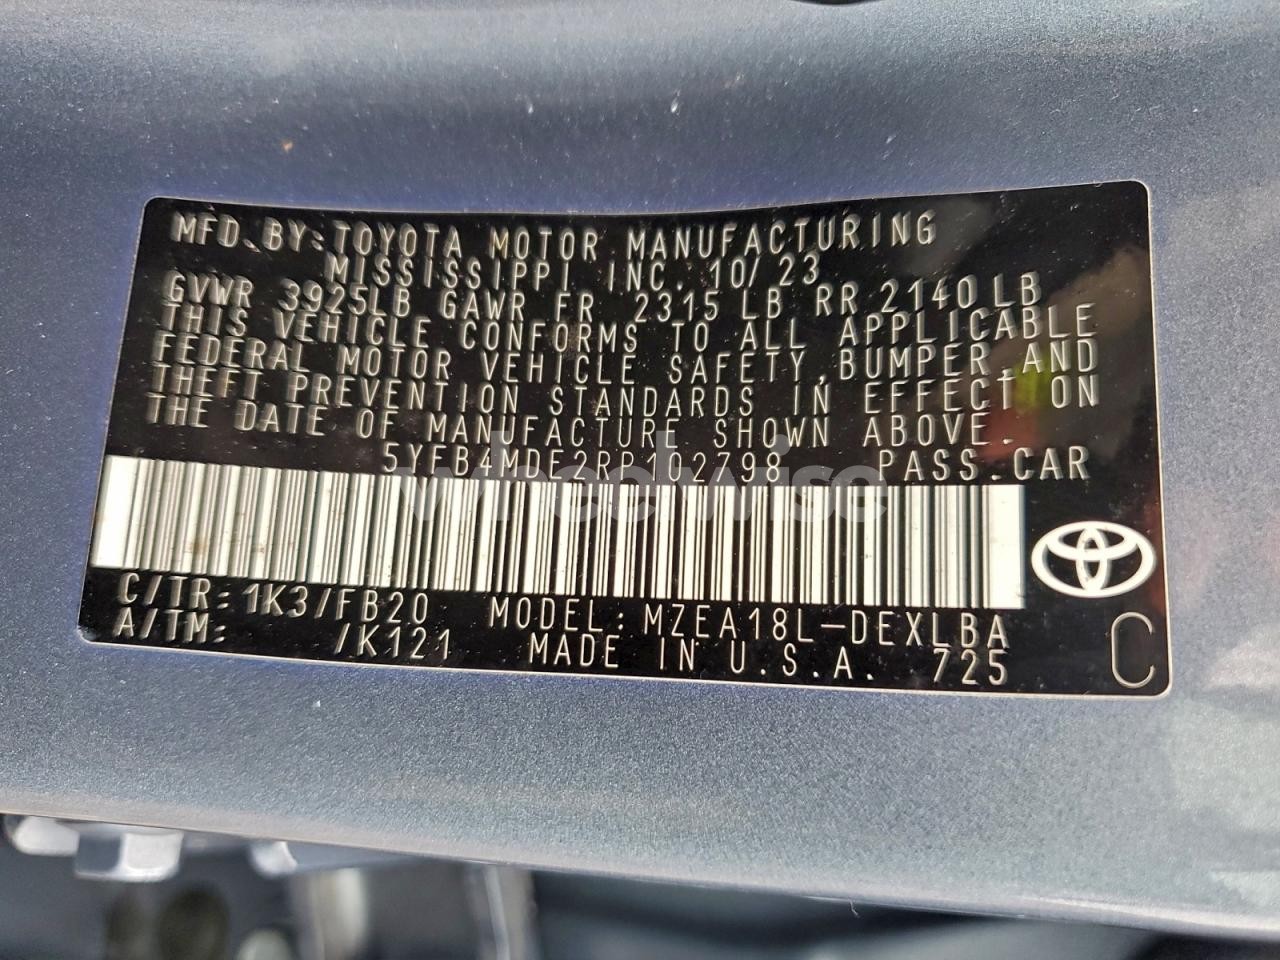 MFD. BY: TOYOTA MOTOR MANUFACTURING
MISSISSIPPI, INC. 10/23
GVWR 3925LB GAWR FR 2315 LB RR 2140 LB
THIS VEHICLE CONFORMS TO ALL APPLICABLE
FEDERAL MOTOR VEHICLE SAFETY, BUMPER, AND
THEFT PREVENTION STANDARDS IN EFFECT ON
THE DATE OF MANUFACTURE SHOWN ABOVE.
5YFB4MDE2RP102798 PASS. CAR
wheelwise
C/TR: 1K3/FB20 MODEL: MZEA18L-DEXLBA
A/TM: /K121 MADE IN U.S.A. 725
C